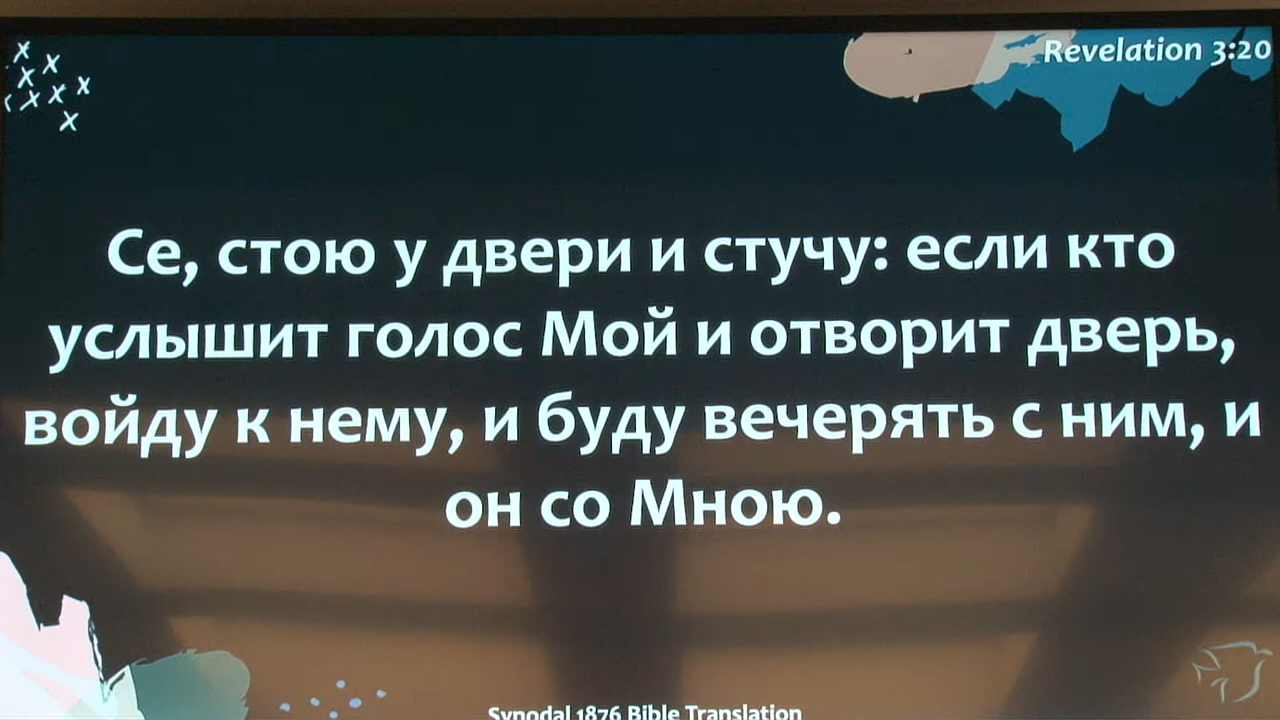 Revelation 3:20
Се, стою у двери и стучу: если кто
услышит голос Мой и отворит дверь,
войду к нему, и буду вечерять с ним, и
он со Мною.
Synodal 1876 Bible Translation